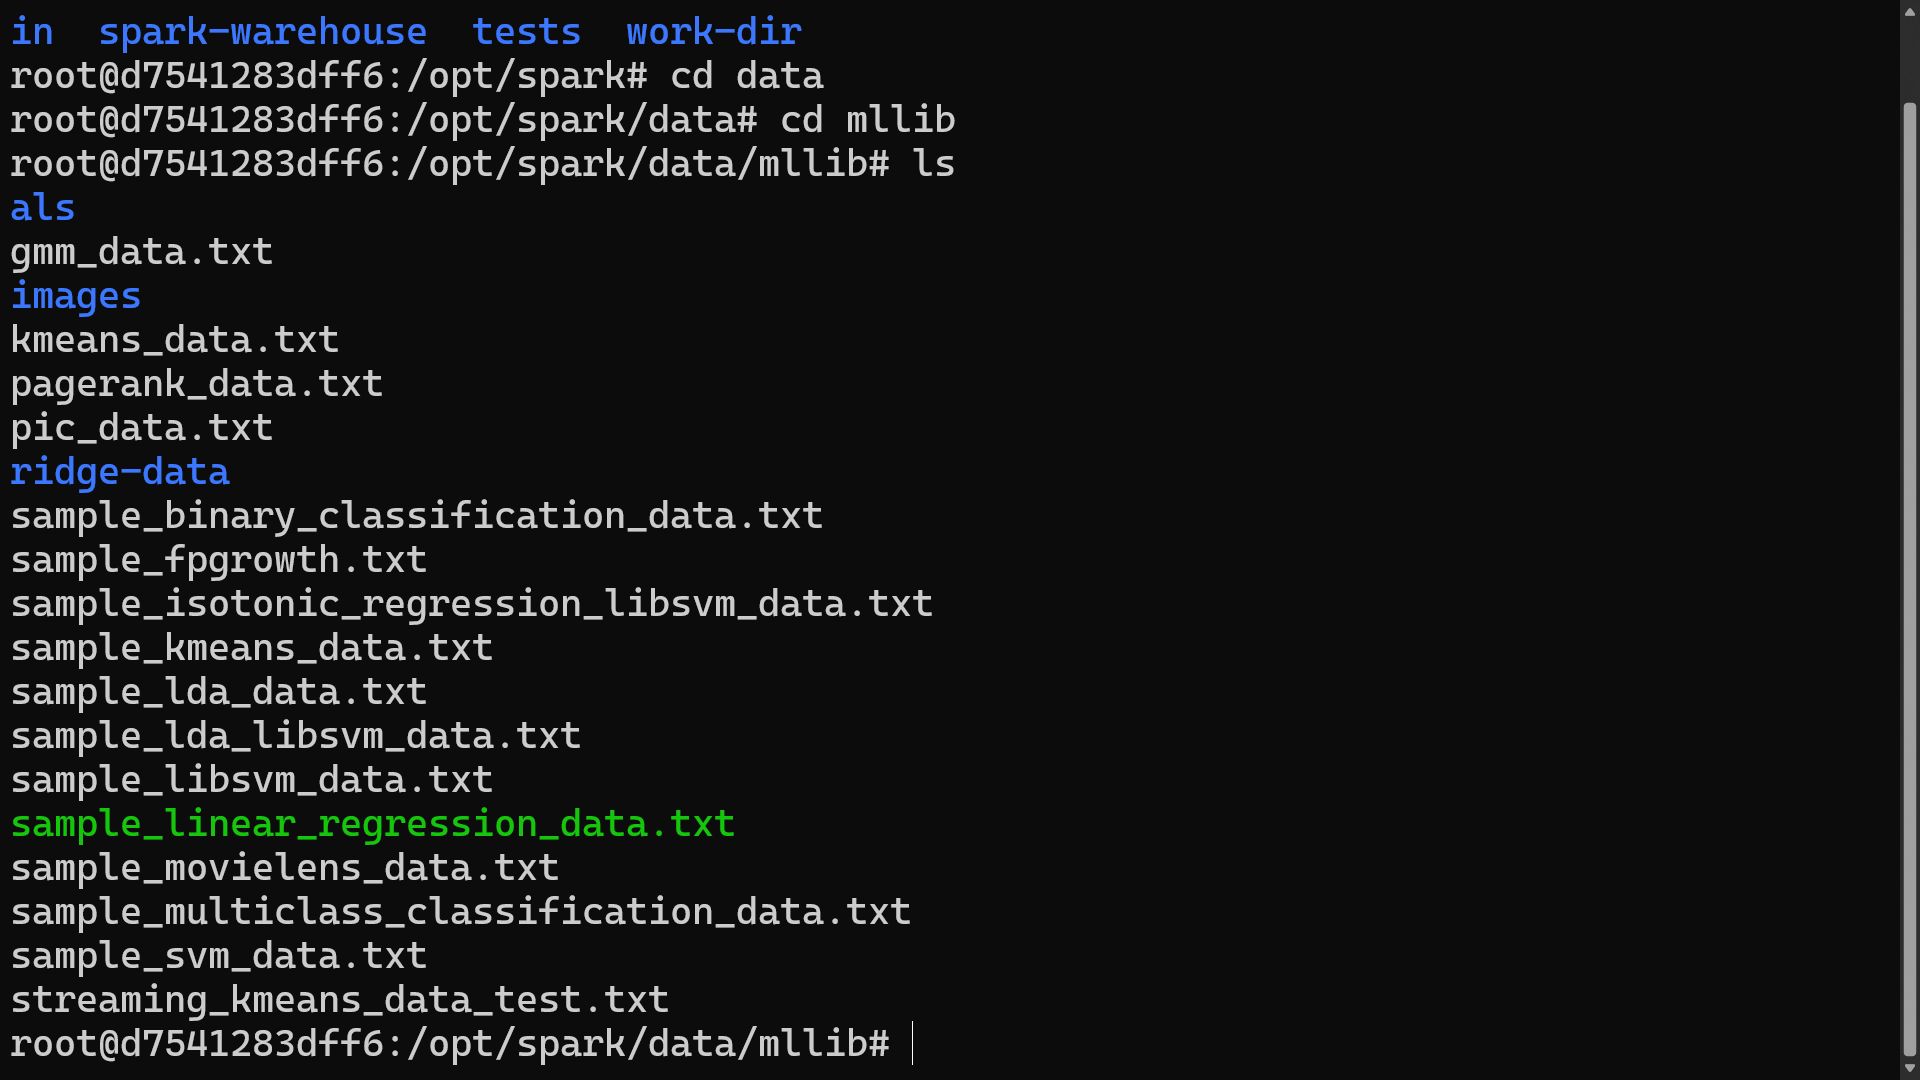 in  spark-warehouse  tests  work-dir
root@d7541283dff6:/opt/spark# cd data
root@d7541283dff6:/opt/spark/data# cd mllib
root@d7541283dff6:/opt/spark/data/mllib# ls
als
gmm_data.txt
images
kmeans_data.txt
pagerank_data.txt
pic_data.txt
ridge-data
sample_binary_classification_data.txt
sample_fpgrowth.txt
sample_isotonic_regression_libsvm_data.txt
sample_kmeans_data.txt
sample_lda_data.txt
sample_lda_libsvm_data.txt
sample_libsvm_data.txt
sample_linear_regression_data.txt
sample_movielens_data.txt
sample_multiclass_classification_data.txt
sample_svm_data.txt
streaming_kmeans_data_test.txt
root@d7541283dff6:/opt/spark/data/mllib#